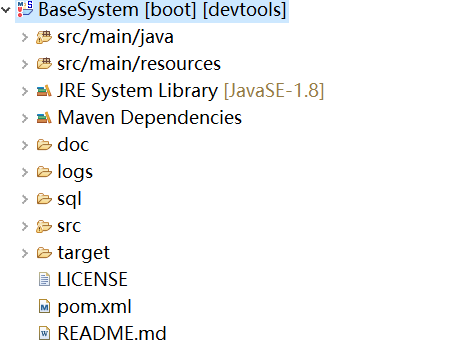 BaseSystem [boot] [devtools]
src/main/java
src/main/resources
JRE System Library [JavaSE-1.8]
Maven Dependencies
doc
logs
sql
src
target
LICENSE
pom.xml
README.md